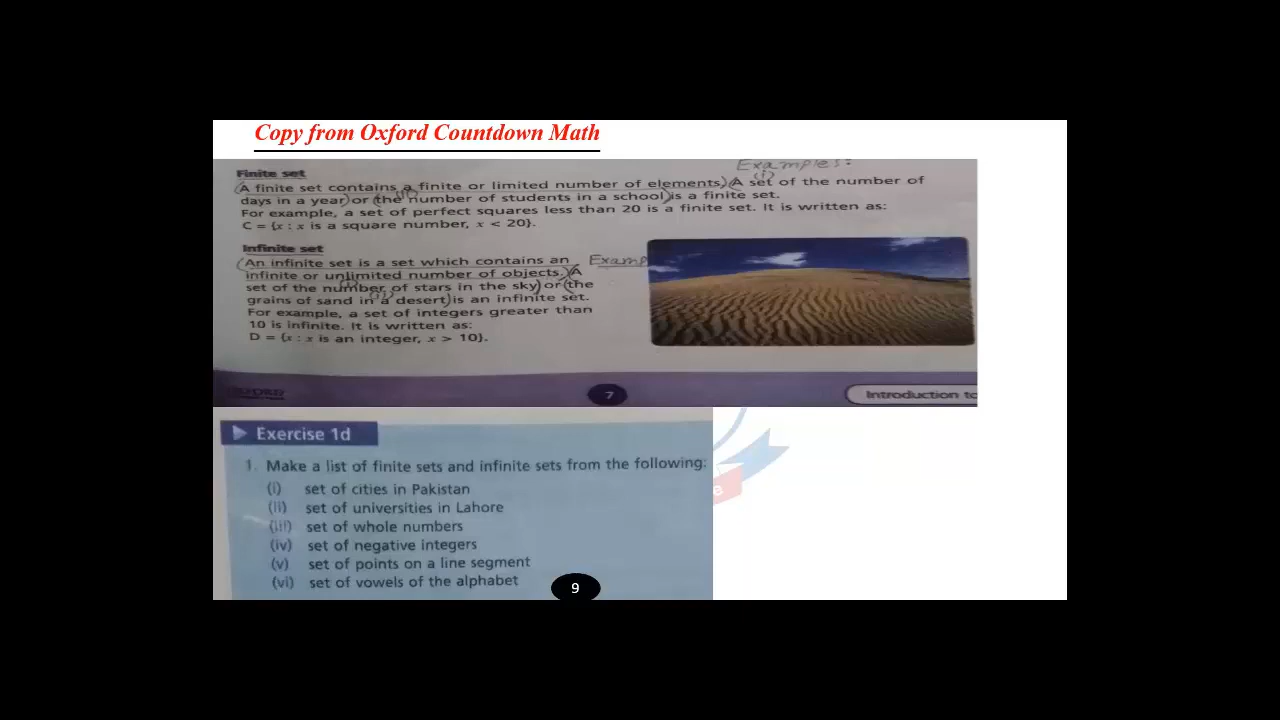 Copy from Oxford Countdown Math
Examples:
Finite set
(A finite set contains a finite or limited number of elements.) (A set of the number of
(i)
days in a year) or (the number of students in a school) is a finite set.
(ii)
For example, a set of perfect squares less than 20 is a finite set. It is written as:
C = {x : x is a square number, x < 20}.
Infinite set
(An infinite set is a set which contains an
Examp
infinite or unlimited number of objects.) (A
set of the number of stars in the sky) or (the
(i)
grains of sand in a desert) is an infinite set.
(ii)
For example, a set of integers greater than
10 is infinite. It is written as:
D = {x : x is an integer, x > 10}.
OXFORD
7
Introduction to
Exercise 1d
1. Make a list of finite sets and infinite sets from the following:
(i) set of cities in Pakistan
(ii) set of universities in Lahore
(iii) set of whole numbers
(iv) set of negative integers
(v) set of points on a line segment
(vi) set of vowels of the alphabet
9